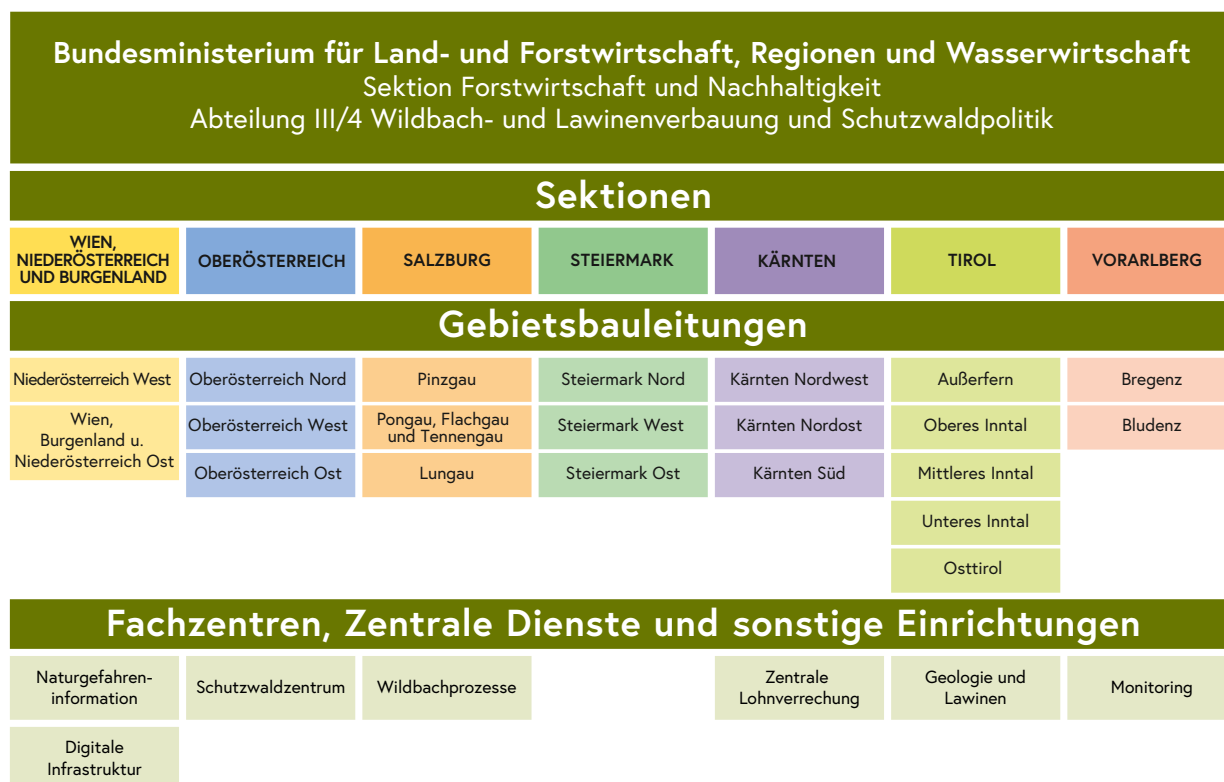 Bundesministerium für Land- und Forstwirtschaft, Regionen und Wasserwirtschaft
Sektion Forstwirtschaft und Nachhaltigkeit
Abteilung III/4 Wildbach- und Lawinenverbauung und Schutzwaldpolitik
Sektionen
WIEN,
NIEDERÖSTERREICH
UND BURGENLAND
OBERÖSTERREICH
SALZBURG
STEIERMARK
KÄRNTEN
TIROL
VORARLBERG
Gebietsbauleitungen
Niederösterreich West
Oberösterreich Nord
Pinzgau
Steiermark Nord
Kärnten Nordwest
Außerfern
Bregenz
Wien,
Burgenland u.
Niederösterreich Ost
Oberösterreich West
Pongau, Flachgau
und Tennengau
Steiermark West
Kärnten Nordost
Oberes Inntal
Bludenz
Oberösterreich Ost
Lungau
Steiermark Ost
Kärnten Süd
Mittleres Inntal
Unteres Inntal
Osttirol
Fachzentren, Zentrale Dienste und sonstige Einrichtungen
Naturgefahren-
information
Schutzwaldzentrum
Wildbachprozesse
Zentrale
Lohnverrechung
Geologie und
Lawinen
Monitoring
Digitale
Infrastruktur